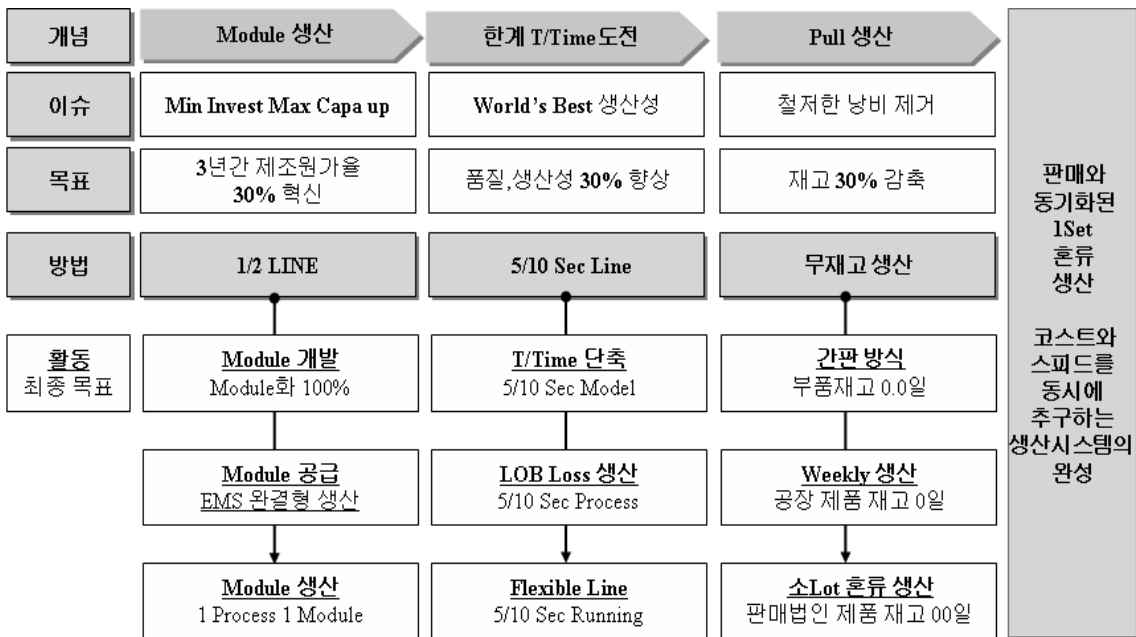 개념
Module 생산
한계 T/Time도전
Pull 생산
이슈
Min Invest Max Capa up
World's Best 생산성
철저한 낭비 제거
목표
3년간 제조원가율
30% 혁신
품질,생산성 30% 향상
재고 30% 감축
방법
1/2 LINE
5/10 Sec Line
무재고 생산
활동
최종 목표
Module 개발
Module화 100%
T/Time 단축
5/10 Sec Model
간판 방식
부품재고 0.0일
Module 공급
EMS 완결형 생산
LOB Loss 생산
5/10 Sec Process
Weekly 생산
공장 제품 재고 0일
Module 생산
1 Process 1 Module
Flexible Line
5/10 Sec Running
소Lot 혼류 생산
판매법인 제품 재고 00일
판매와
동기화된
1Set
혼류
생산
코스트와
스피드를
동시에
추구하는
생산시스템의
완성